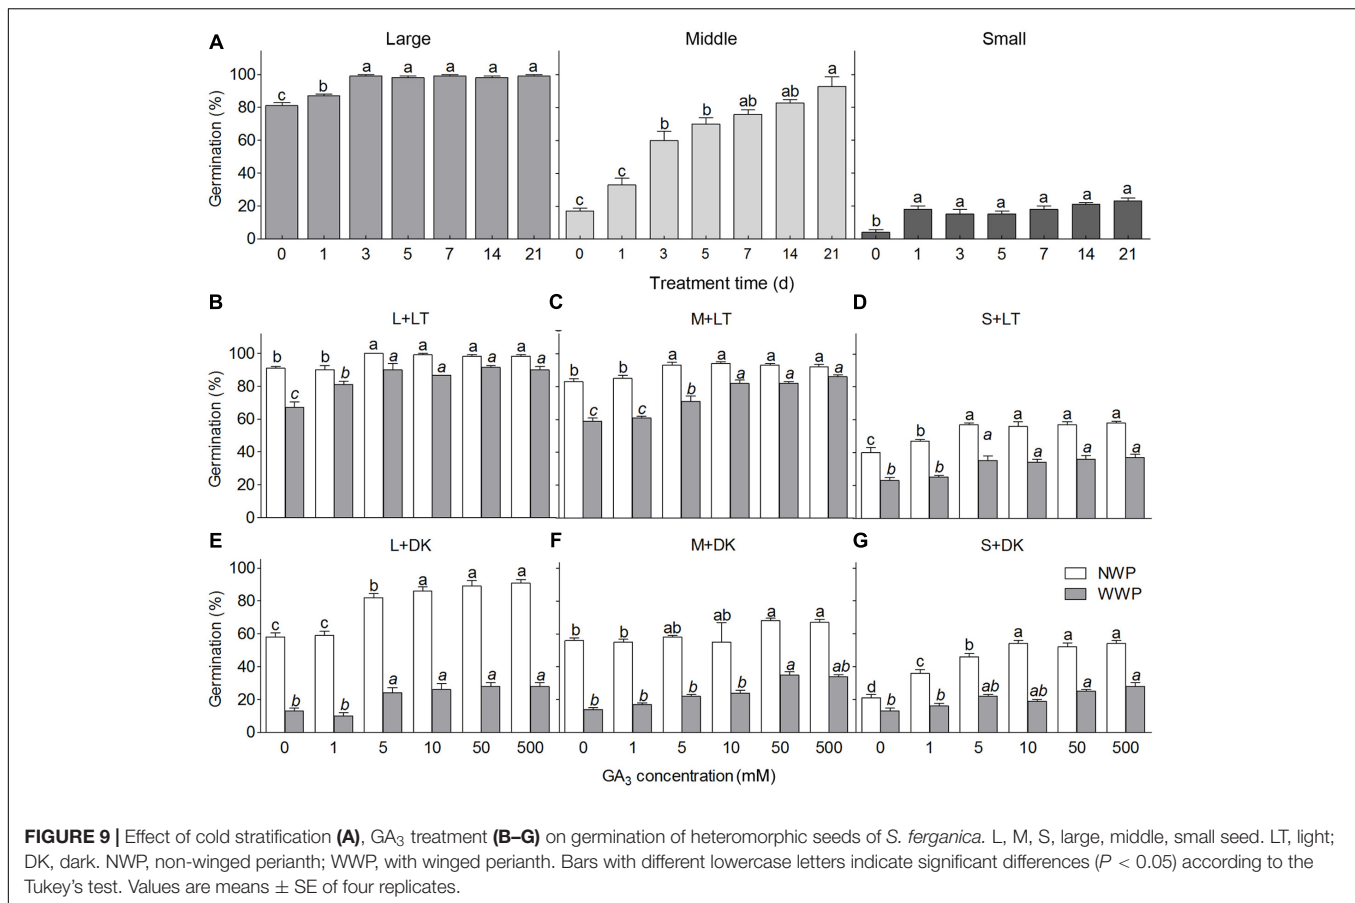 A
Large
Middle
Small
Germination (%)
100
80
60
40
20
0
c b a a a a a
c c b b ab ab a
b a a a a a a
0 1 3 5 7 14 21
0 1 3 5 7 14 21
0 1 3 5 7 14 21
Treatment time (d)
B
L+LT
C
M+LT
D
S+LT
Germination (%)
100
80
60
40
20
0
b c b b a a a a a a a a
b c b c a b a a a a a a
c b b b a a a a a a a a
E
L+DK
F
M+DK
G
S+DK
Germination (%)
100
80
60
40
20
0
c b c b b a a a a a a a
b b b b ab b ab b a a a ab
d b c b b ab a ab a a a a
NWP
WWP
0 1 5 10 50 500
0 1 5 10 50 500
0 1 5 10 50 500
GA3 concentration (mM)
FIGURE 9 | Effect of cold stratification (A), GA3 treatment (B–G) on germination of heteromorphic seeds of S. ferganica. L, M, S, large, middle, small seed. LT, light;
DK, dark. NWP, non-winged perianth; WWP, with winged perianth. Bars with different lowercase letters indicate significant differences (P < 0.05) according to the
Tukey's test. Values are means ± SE of four replicates.